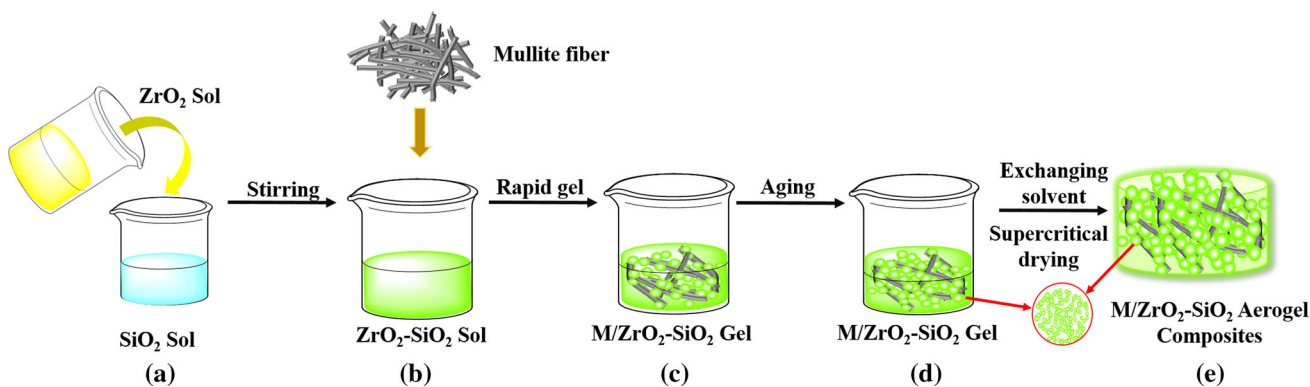 Mullite fiber
ZrO₂ Sol
Stirring
Rapid gel
Aging
Exchanging
solvent
Supercritical
drying
SiO₂ Sol
ZrO₂-SiO₂ Sol
M/ZrO₂-SiO₂ Gel
M/ZrO₂-SiO₂ Gel
M/ZrO₂-SiO₂ Aerogel
Composites
(a)
(b)
(c)
(d)
(e)